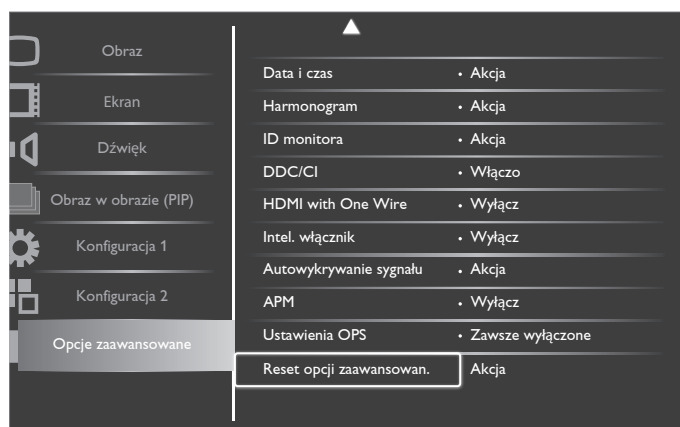 Obraz
Ekran
Dźwięk
Obraz w obrazie (PIP)
Konfiguracja 1
Konfiguracja 2
Opcje zaawansowane
Data i czas • Akcja
Harmonogram • Akcja
ID monitora • Akcja
DDC/CI • Włączo
HDMI with One Wire • Wyłącz
Intel. włącznik • Wyłącz
Autowykrywanie sygnału • Akcja
APM • Wyłącz
Ustawienia OPS • Zawsze wyłączone
Reset opcji zaawansowan. Akcja